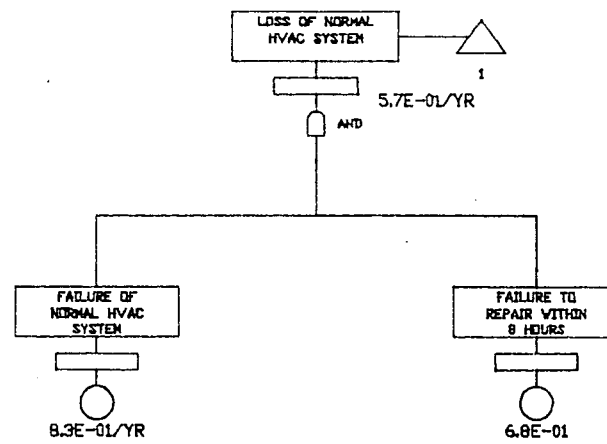 LOSS OF NORMAL
HVAC SYSTEM
1
5.7E-01/YR
AND
FAILURE OF
NORMAL HVAC
SYSTEM
FAILURE TO
REPAIR WITHIN
8 HOURS
8.3E-01/YR
6.8E-01